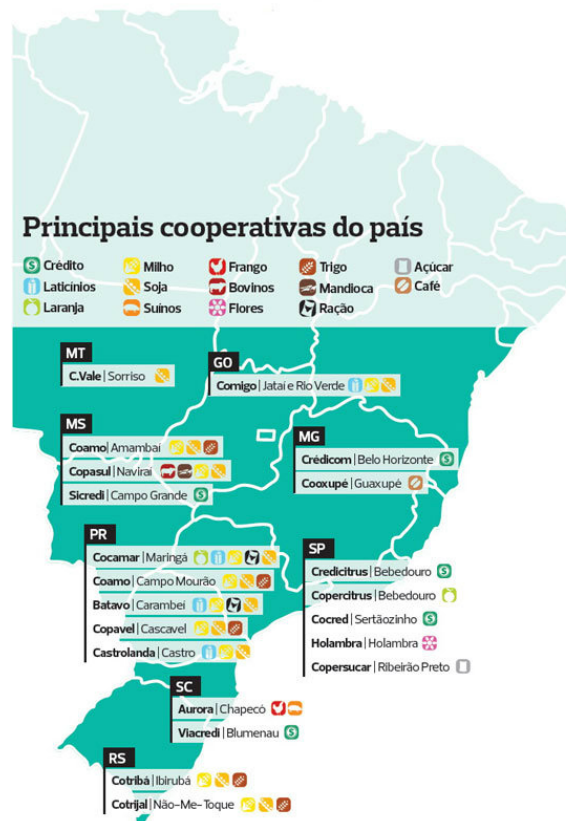 Principais cooperativas do país
Crédito Milho Frango Trigo Açúcar
Laticínios Soja Bovinos Mandioca Café
Laranja Suínos Flores Ração
MT
C.Vale | Sorriso
GO
Comigo | Jataí e Rio Verde
MS
Coamo | Amambaí
Copasul | Naviraí
Sicredi | Campo Grande
MG
Crédicom | Belo Horizonte
Cooxupé | Guaxupé
PR
Cocamar | Maringá
Coamo | Campo Mourão
Batavo | Carambeí
Copavel | Cascavel
Castrolanda | Castro
SP
Credicitrus | Bebedouro
Copercitrus | Bebedouro
Cocred | Sertãozinho
Holambra | Holambra
Copersucar | Ribeirão Preto
SC
Aurora | Chapecó
Viacredi | Blumenau
RS
Cotribá | Ibirubá
Cotrijal | Não-Me-Toque